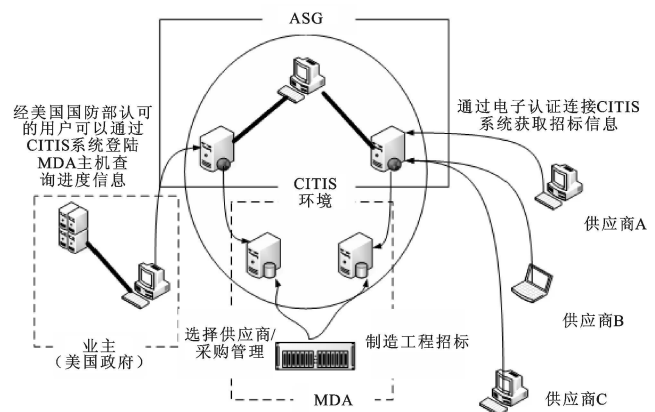 ASG
经美国国防部认可
的用户可以通过
CITIS系统登陆
MDA主机查
询进度信息
通过电子认证连接CITIS
系统获取招标信息
CITIS
环境
供应商A
供应商B
供应商C
业主
（美国政府）
选择供应商/
采购管理
制造工程招标
MDA